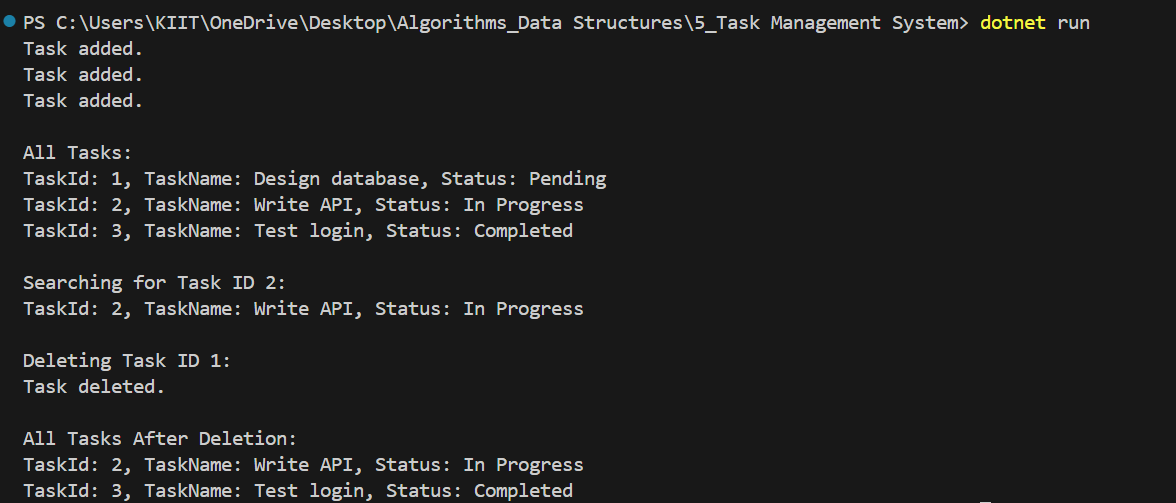 PS C:\Users\KIIT\OneDrive\Desktop\Algorithms_Data Structures\5_Task Management System> dotnet run
Task added.
Task added.
Task added.
All Tasks:
TaskId: 1, TaskName: Design database, Status: Pending
TaskId: 2, TaskName: Write API, Status: In Progress
TaskId: 3, TaskName: Test login, Status: Completed
Searching for Task ID 2:
TaskId: 2, TaskName: Write API, Status: In Progress
Deleting Task ID 1:
Task deleted.
All Tasks After Deletion:
TaskId: 2, TaskName: Write API, Status: In Progress
TaskId: 3, TaskName: Test login, Status: Completed